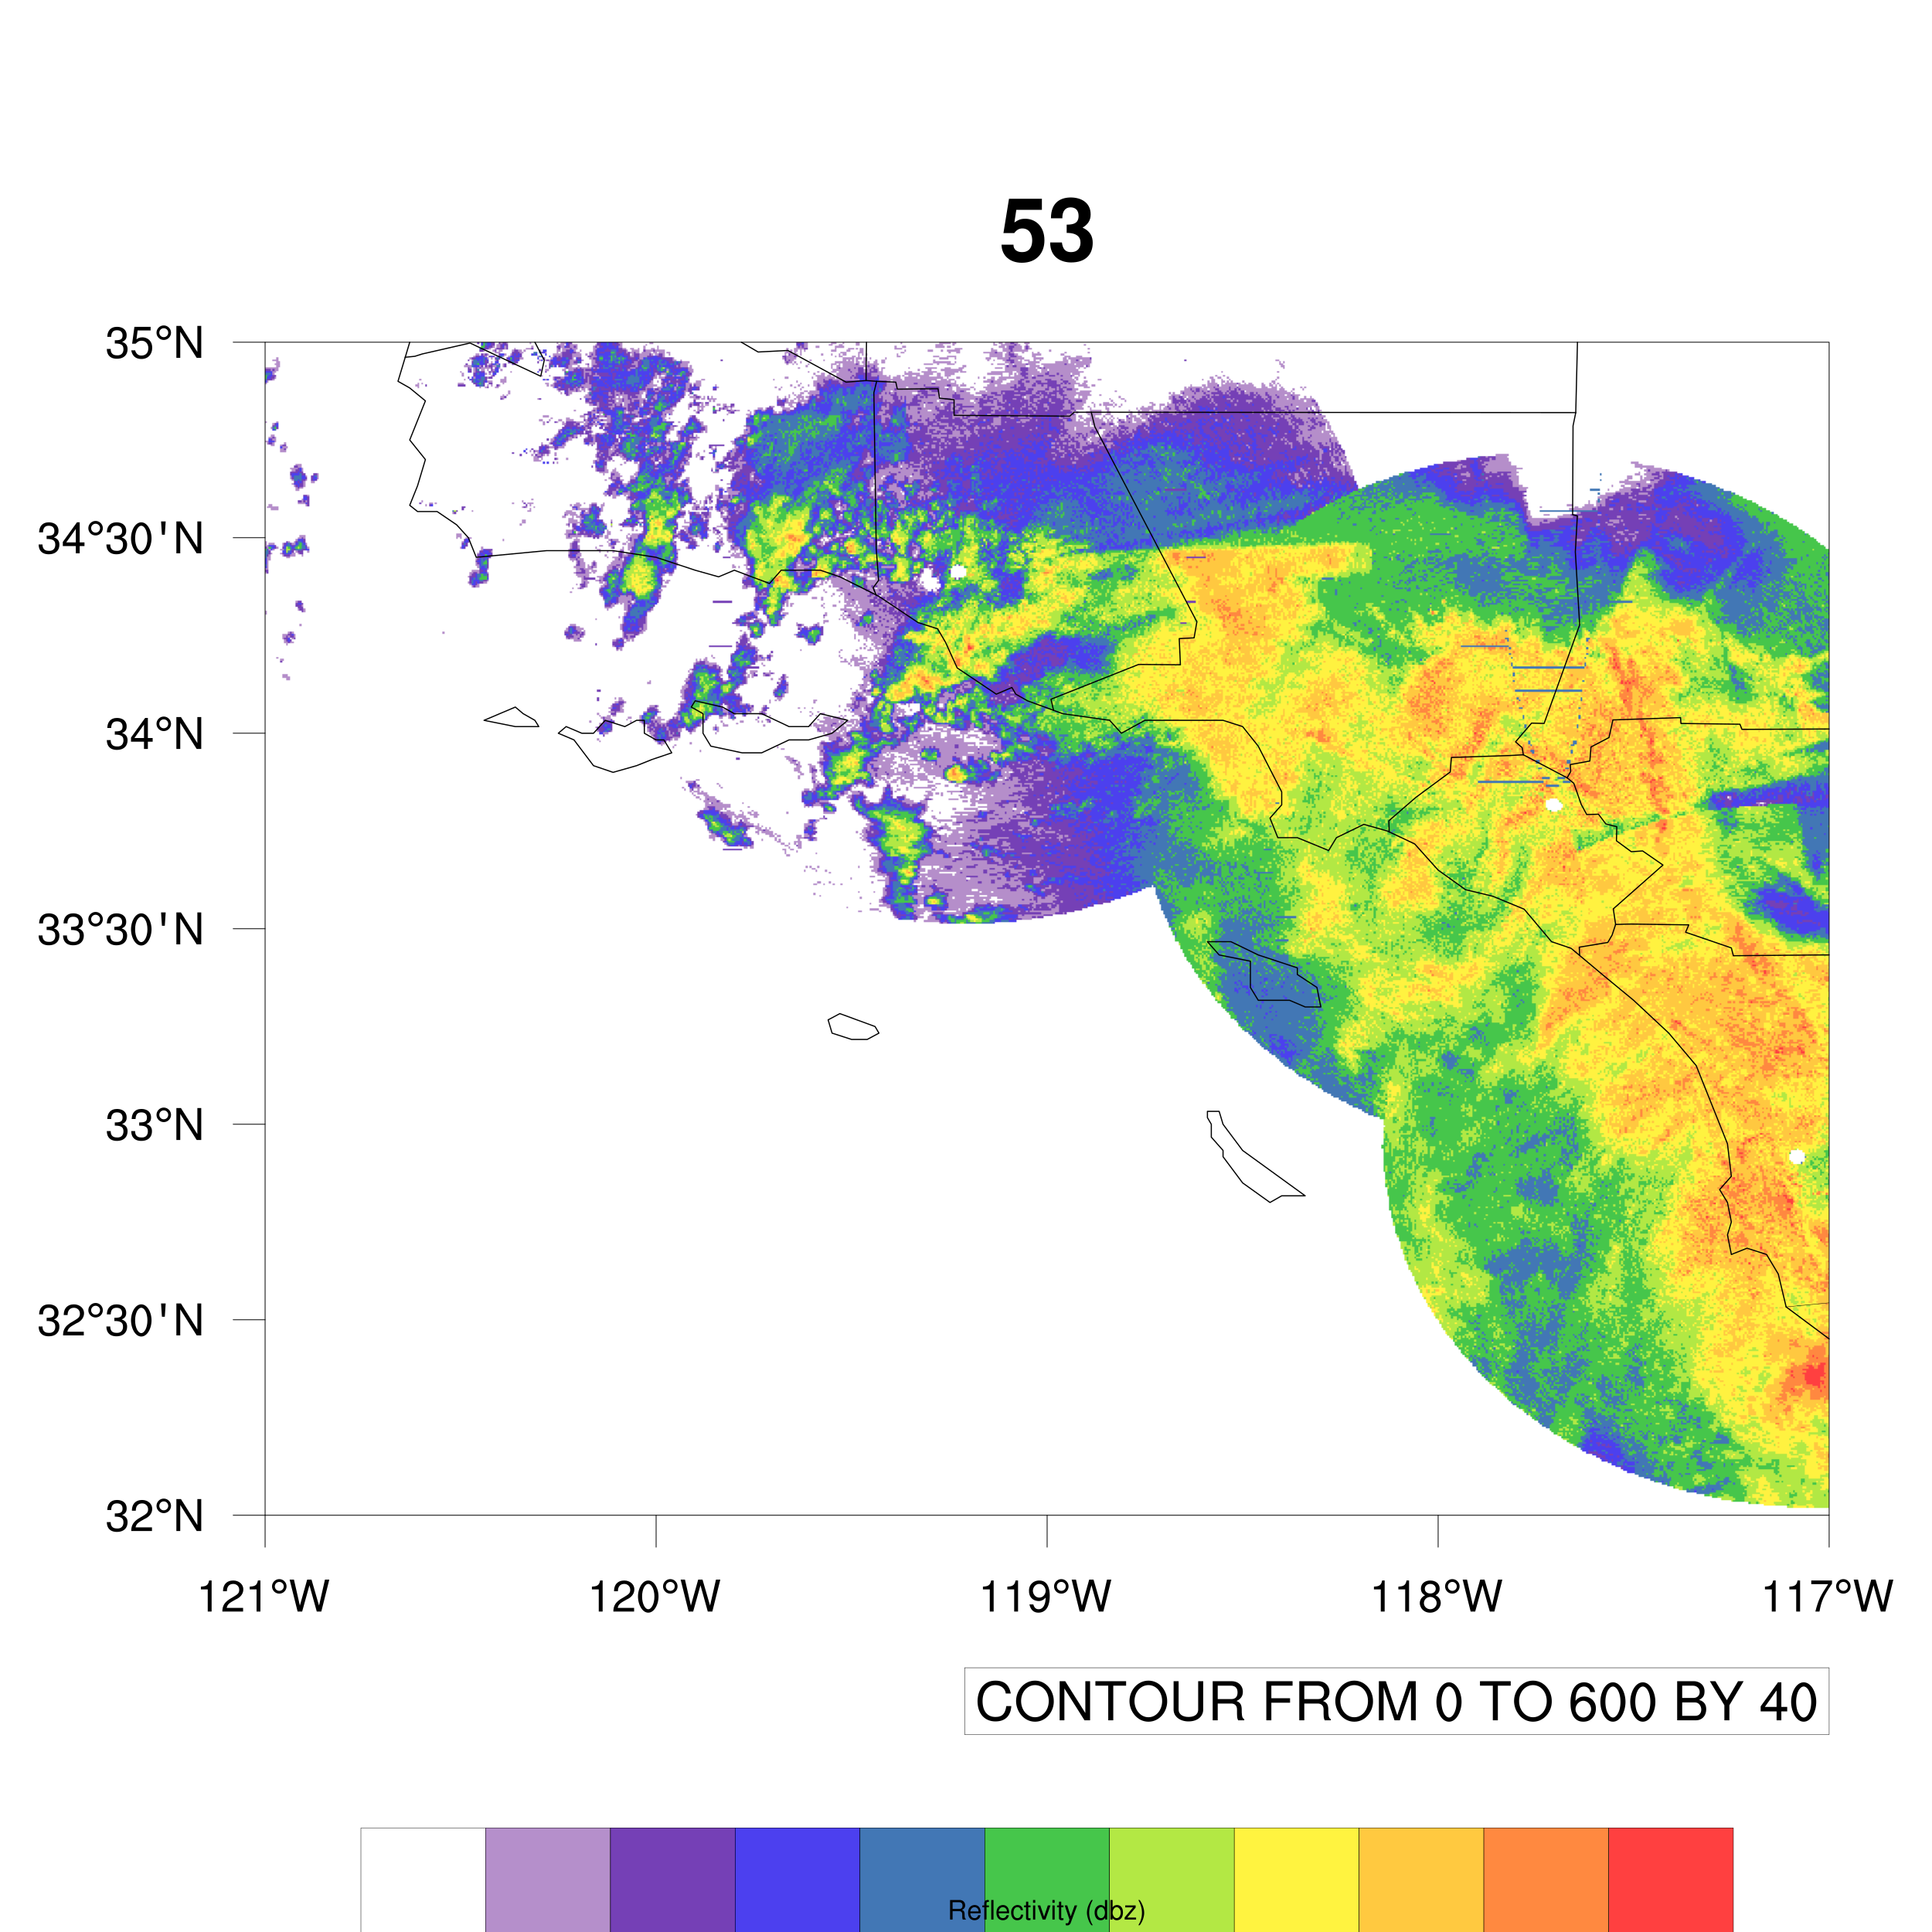 53
35°N
34°30'N
34°N
33°30'N
33°N
32°30'N
32°N
121°W 120°W 119°W 118°W 117°W
CONTOUR FROM 0 TO 600 BY 40
Reflectivity (dbz)